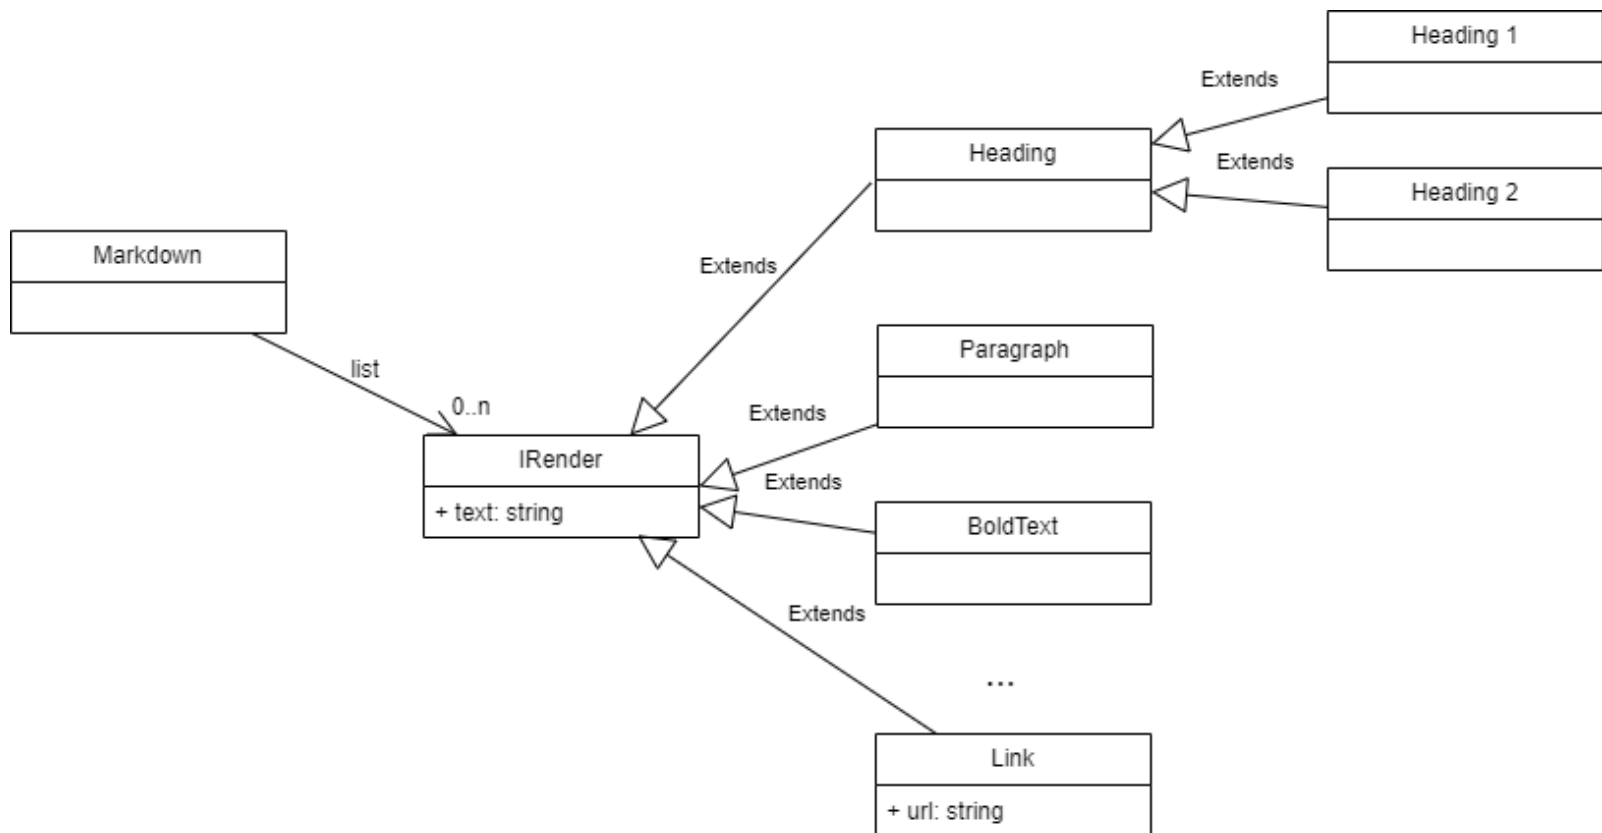 Heading 1
Extends
Heading
Extends
Heading 2
Markdown
Extends
list
Paragraph
0..n
Extends
IRender
Extends
+ text: string
BoldText
Extends
...
Link
+ url: string